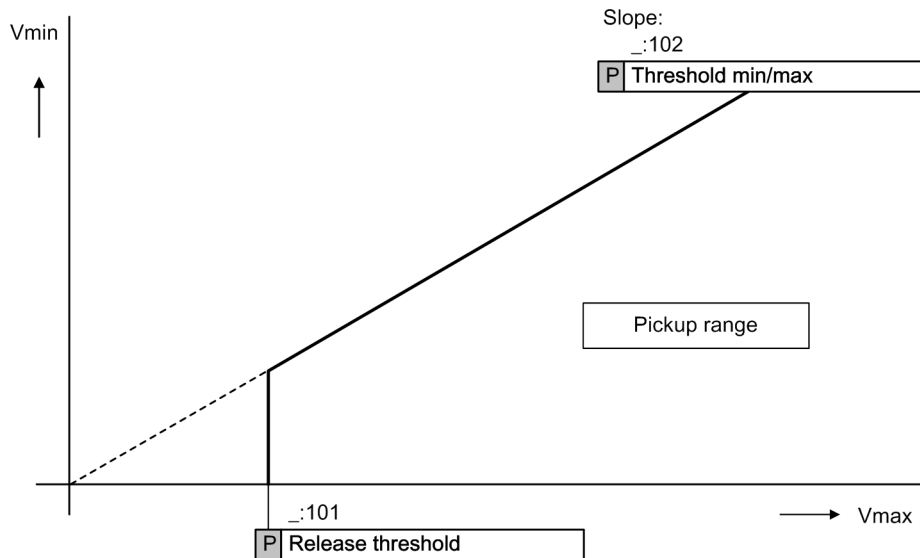 Slope:
Vmin
_:102
P Threshold min/max
Pickup range
_:101
Vmax
P Release threshold